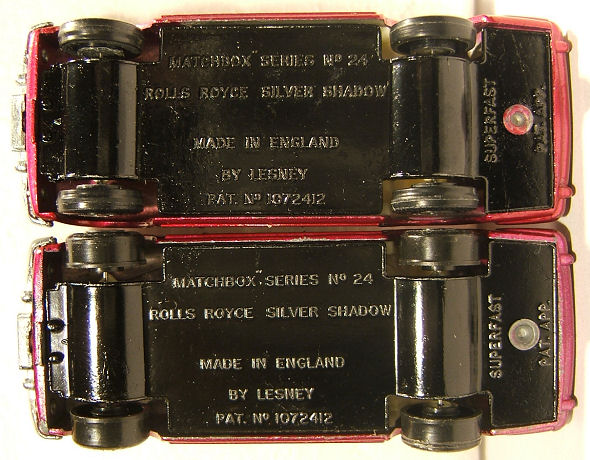 "MATCHBOX" SERIES Nº 24
ROLLS ROYCE SILVER SHADOW
MADE IN ENGLAND
BY LESNEY
PAT. Nº 1072412
SUPERFAST
PAT. APP.
"MATCHBOX" SERIES Nº 24
ROLLS ROYCE SILVER SHADOW
MADE IN ENGLAND
BY LESNEY
PAT. Nº 1072412
SUPERFAST
PAT. APP.